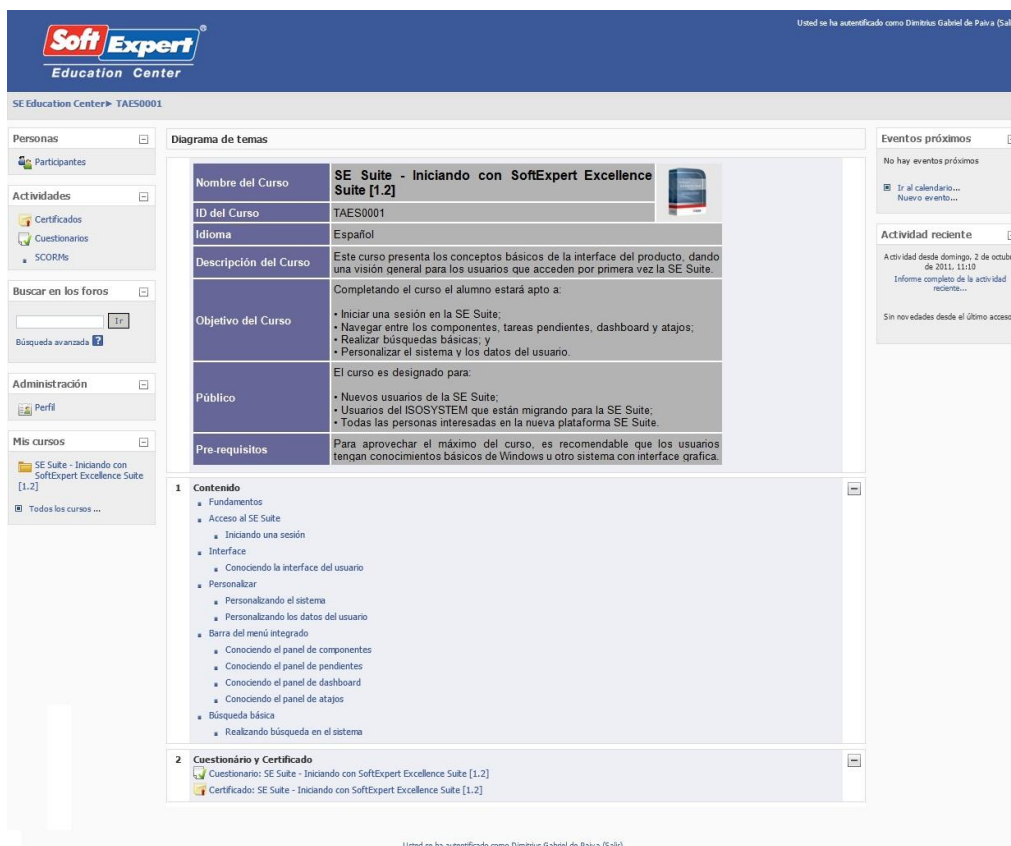 Usted se ha autentificado como Dimitrius Gabriel de Paiva (Sali
Soft Expert®
Education Center
SE Education Center► TAES0001
Personas
Participantes
Actividades
Certificados
Cuestionarios
SCORMs
Buscar en los foros
Ir
Búsqueda avanzada ?
Administración
Perfil
Mis cursos
SE Suite - Iniciando con
SoftExpert Excellence Suite
[1.2]
Todos los cursos ...
Diagrama de temas
Nombre del Curso
SE Suite - Iniciando con SoftExpert Excellence
Suite [1.2]
ID del Curso
TAES0001
Idioma
Español
Descripción del Curso
Este curso presenta los conceptos básicos de la interface del producto, dando
una visión general para los usuarios que acceden por primera vez la SE Suite.
Objetivo del Curso
Completando el curso el alumno estará apto a:
• Iniciar una sesión en la SE Suite;
• Navegar entre los componentes, tareas pendientes, dashboard y atajos;
• Realizar búsquedas básicas; y
• Personalizar el sistema y los datos del usuario.
Público
El curso es designado para:
• Nuevos usuarios de la SE Suite;
• Usuarios del ISOSYSTEM que están migrando para la SE Suite;
• Todas las personas interesadas en la nueva plataforma SE Suite.
Pre-requisitos
Para aprovechar el máximo del curso, es recomendable que los usuarios
tengan conocimientos básicos de Windows u otro sistema con interface grafica.
1 Contenido
Fundamentos
Acceso al SE Suite
Iniciando una sesión
Interface
Conociendo la interface del usuario
Personalizar
Personalizando el sistema
Personalizando los datos del usuario
Barra del menú integrado
Conociendo el panel de componentes
Conociendo el panel de pendientes
Conociendo el panel de dashboard
Conociendo el panel de atajos
Búsqueda básica
Realizando búsqueda en el sistema
2 Cuestionário y Certificado
Cuestionario: SE Suite - Iniciando con SoftExpert Excellence Suite [1.2]
Certificado: SE Suite - Iniciando con SoftExpert Excellence Suite [1.2]
Eventos próximos
No hay eventos próximos
Ir al calendario...
Nuevo evento...
Actividad reciente
Actividad desde domingo, 2 de octub
de 2011, 11:10
Informe completo de la actividad
reciente...
Sin novedades desde el último acceso
Usted se ha autentificado como Dimitrius Gabriel de Paiva (Salir)